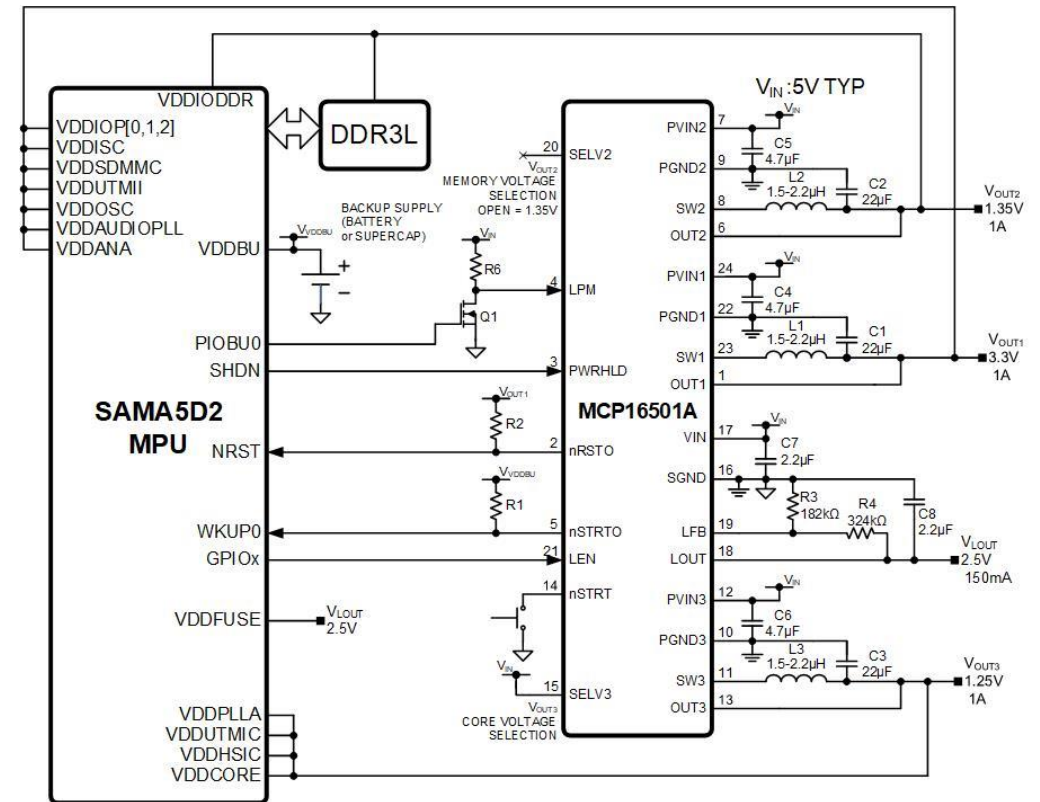 VDDIODDR
VDDIOP[0,1,2]
VDDISC
VDDSDMMC
VDDUTMII
VDDOSC
VDDAUDIOPLL
VDDANA
VDDBU
PIOBU0
SHDN
SAMA5D2
MPU
NRST
WKUP0
GPIOx
VDDFUSE
VDDPLLA
VDDUTMIC
VDDHSIC
VDDCORE
DDR3L
VVDDBU
BACKUP SUPPLY
(BATTERY
or SUPERCAP)
+
−
VIN
R6
Q1
VOUT1
R2
VVDDBU
R1
VLOUT
2.5V
20
VOUT2
MEMORY VOLTAGE
SELECTION
OPEN = 1.35V
4
3
2
5
21
14
VIN
15
VOUT3
CORE VOLTAGE
SELECTION
SELV2
LPM
PWRHLD
MCP16501A
nRSTO
nSTRTO
LEN
nSTRT
SELV3
PVIN2
PGND2
SW2
OUT2
PVIN1
PGND1
SW1
OUT1
VIN
SGND
LFB
LOUT
PVIN3
PGND3
SW3
OUT3
VIN :5V TYP
7
VIN
C5
4.7µF
9
L2
1.5-2.2µH
C2
22µF
8
6
VOUT2
1.35V
1A
24
VIN
C4
4.7µF
22
L1
1.5-2.2µH
C1
22µF
23
1
VOUT1
3.3V
1A
17
VIN
C7
2.2µF
16
R3
182kΩ
R4
324kΩ
C8
2.2µF
19
18
VLOUT
2.5V
150mA
12
VIN
C6
4.7µF
10
L3
1.5-2.2µH
C3
22µF
11
13
VOUT3
1.25V
1A